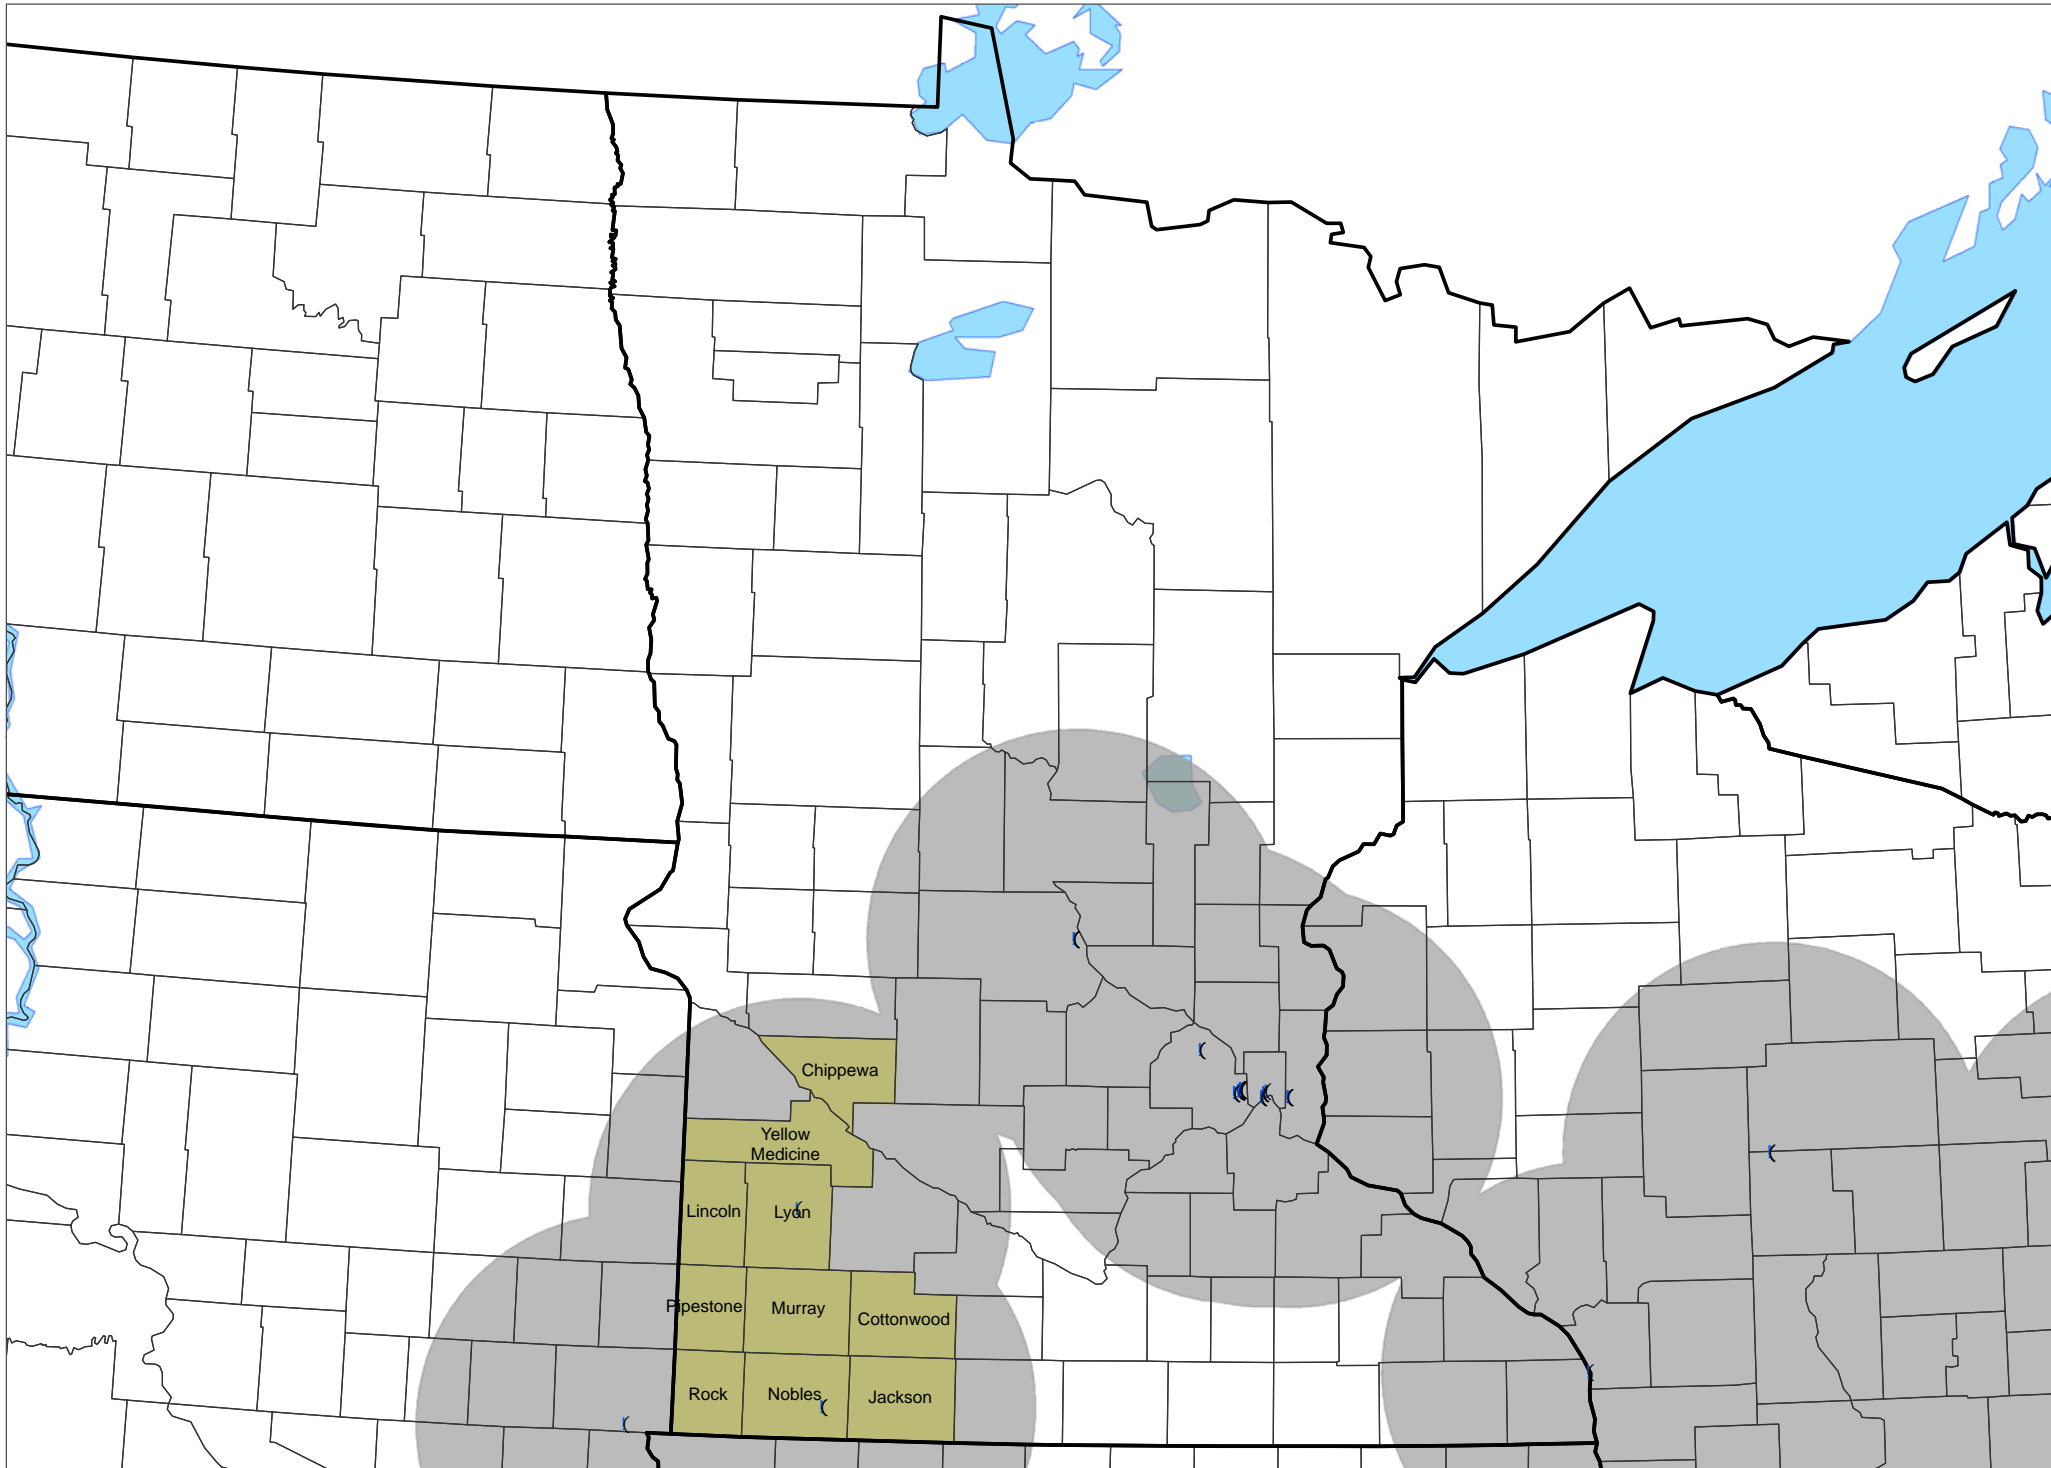 Chippewa
Yellow
Medicine
Lincoln
Lyon
Pipestone
Murray
Cottonwood
Rock
Nobles
Jackson